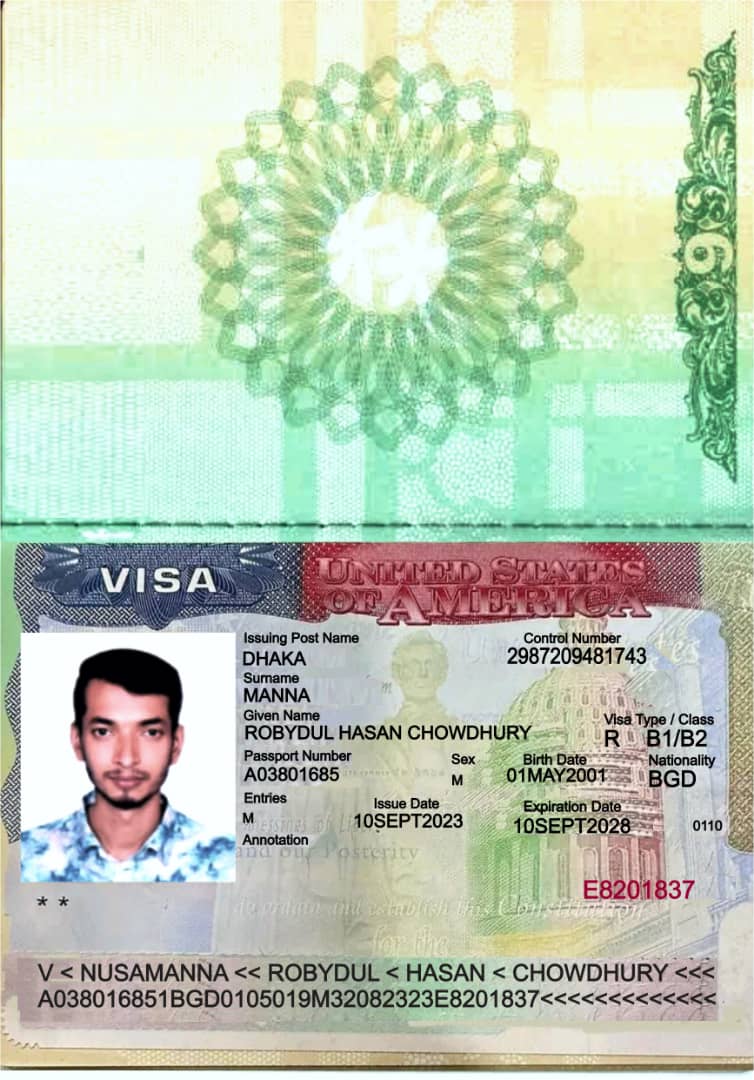 9
VISA
UNITED STATES
OF AMERICA
Issuing Post Name
DHAKA
Control Number
2987209481743
Surname
MANNA
Given Name
ROBYDUL HASAN CHOWDHURY
Visa Type / Class
R B1/B2
Passport Number
A03801685
Sex
M
Birth Date
01MAY2001
Nationality
BGD
Entries
M
Issue Date
10SEPT2023
Expiration Date
10SEPT2028
0110
Annotation
and our Posterity
E8201837
* *
do ordain and establish this Constitution
for the
V < NUSAMANNA << ROBYDUL < HASAN < CHOWDHURY <<<
A038016851BGD0105019M32082323E8201837<<<<<<<<<<<<<